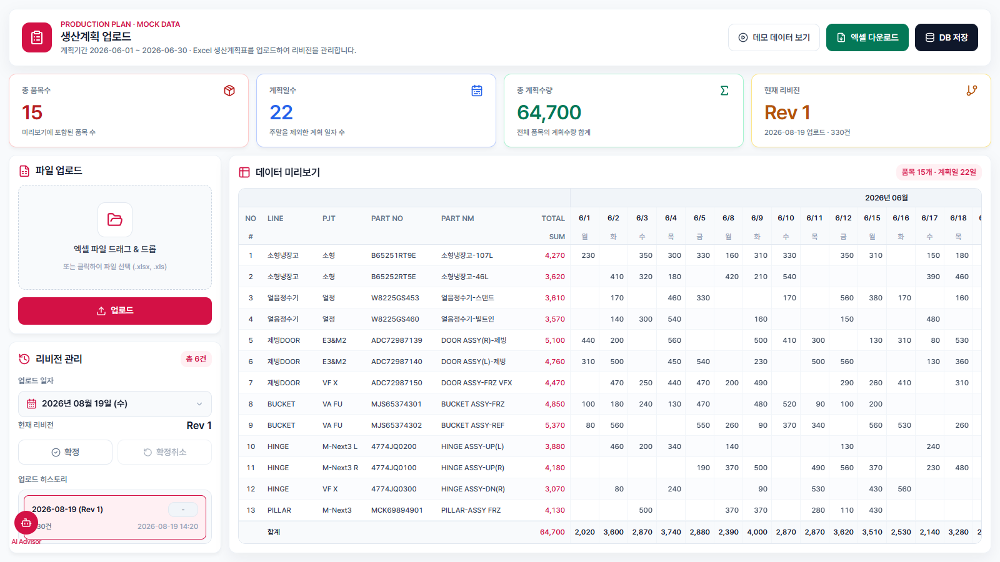 PRODUCTION PLAN · MOCK DATA
생산계획 업로드
계획기간 2026-06-01 ~ 2026-06-30 · Excel 생산계획표를 업로드하여 리비전을 관리합니다.
데모 데이터 보기
엑셀 다운로드
DB 저장
총 품목수
15
미리보기에 포함된 품목 수
계획일수
22
주말을 제외한 계획 일자 수
총 계획수량
64,700
전체 품목의 계획수량 합계
현재 리비전
Rev 1
2026-08-19 업로드 · 330건
파일 업로드
엑셀 파일 드래그 & 드롭
또는 클릭하여 파일 선택 (.xlsx, .xls)
업로드
리비전 관리
총 6건
업로드 일자
2026년 08월 19일 (수)
현재 리비전 Rev 1
확정
확정취소
업로드 히스토리
2026-08-19 (Rev 1) -
30건 2026-08-19 14:20
AI Advisor
데이터 미리보기
품목 15개 · 계획일 22일
2026년 06월
NO LINE PJT PART NO PART NM TOTAL 6/1 6/2 6/3 6/4 6/5 6/8 6/9 6/10 6/11 6/12 6/15 6/16 6/17 6/18
# SUM 월 화 수 목 금 월 화 수 목 금 월 화 수 목
1 소형냉장고 소형 B65251RT9E 소형냉장고-107L 4,270 230 350 300 330 160 310 330 350 310 150 180
2 소형냉장고 소형 B65252RT5E 소형냉장고-46L 3,620 410 320 180 420 210 540 390 460
3 얼음정수기 얼정 W8225GS453 얼음정수기-스탠드 3,610 170 460 330 170 560 380 170 160
4 얼음정수기 얼정 W8225GS460 얼음정수기-빌트인 3,570 140 300 540 160 150 480
5 제빙DOOR E3&M2 ADC72987139 DOOR ASSY(R)-제빙 5,100 440 200 560 500 410 300 130 310 80 530
6 제빙DOOR E3&M2 ADC72987140 DOOR ASSY(L)-제빙 4,760 310 500 450 540 230 500 560 130 360
7 제빙DOOR VF X ADC72987150 DOOR ASSY-FRZ VFX 4,470 470 250 440 470 200 490 290 260 410 310
8 BUCKET VA FU MJS65374301 BUCKET ASSY-FRZ 4,850 100 180 240 130 470 480 520 90 100 200
9 BUCKET VA FU MJS65374302 BUCKET ASSY-REF 5,370 80 560 550 260 90 370 340 560 530 260
10 HINGE M-Next3 L 4774JQ0200 HINGE ASSY-UP(L) 3,880 460 200 340 140 130 240
11 HINGE M-Next3 R 4774JQ0100 HINGE ASSY-UP(R) 4,180 190 370 500 490 560 370 230 480
12 HINGE VF X 4774JQ0300 HINGE ASSY-DN(R) 3,070 80 240 90 530 430 560
13 PILLAR M-Next3 MCK69894901 PILLAR-ASSY FRZ 4,130 500 370 370 280 110 430
합계 64,700 2,020 3,600 2,870 3,740 2,880 2,390 4,000 2,870 2,870 3,620 3,510 2,530 2,140 3,280